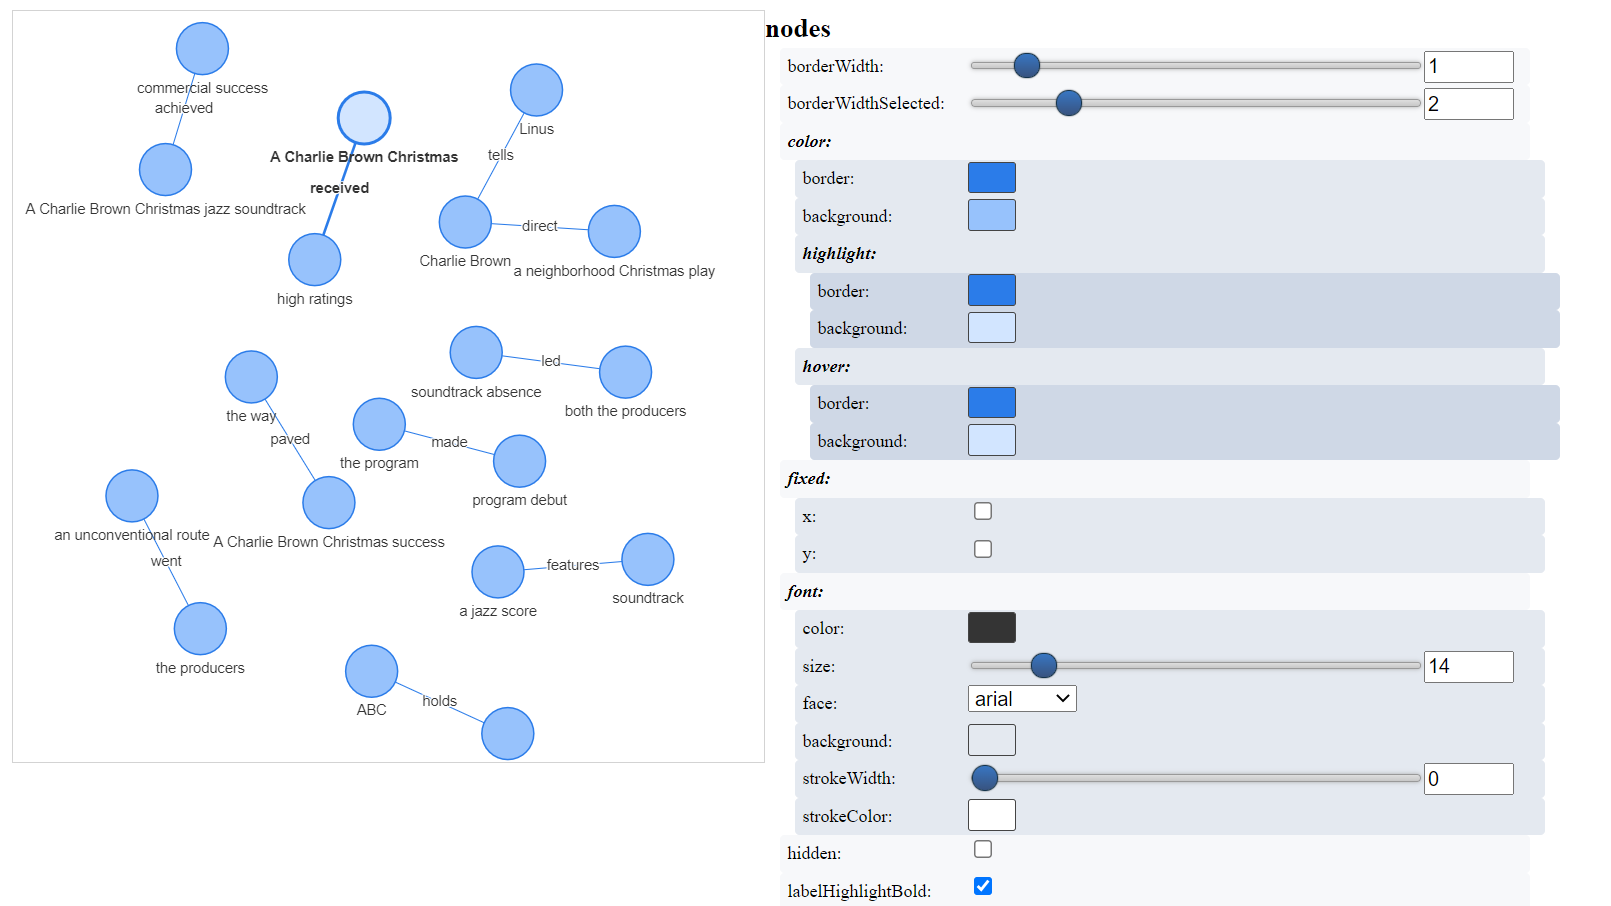 commercial success
achieved
A Charlie Brown Christmas jazz soundtrack
A Charlie Brown Christmas
received
high ratings
Linus
tells
Charlie Brown
direct
a neighborhood Christmas play
soundtrack absence
led
both the producers
the way
paved
A Charlie Brown Christmas success
the program
made
program debut
an unconventional route
went
the producers
a jazz score
features
soundtrack
ABC
holds
nodes
borderWidth: 1
borderWidthSelected: 2
color:
border:
background:
highlight:
border:
background:
hover:
border:
background:
fixed:
x:
y:
font:
color:
size: 14
face: arial
background:
strokeWidth: 0
strokeColor:
hidden:
labelHighlightBold: